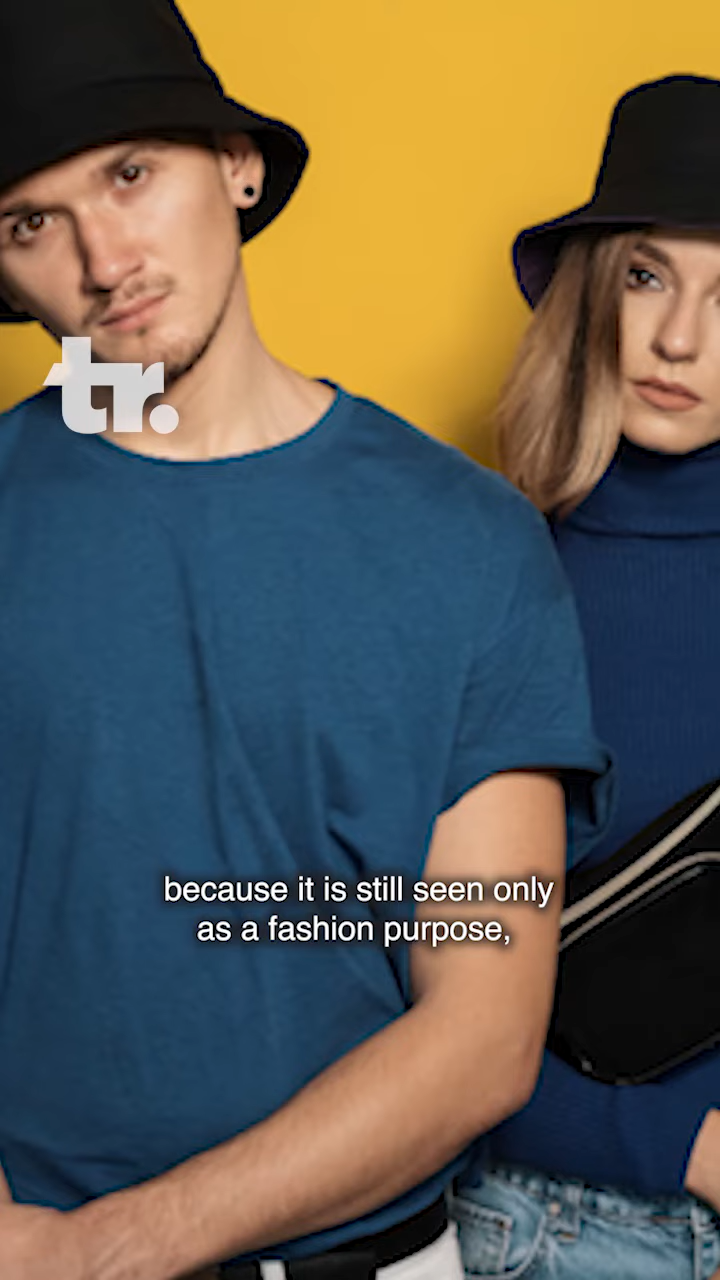 tr.
because it is still seen only
as a fashion purpose,